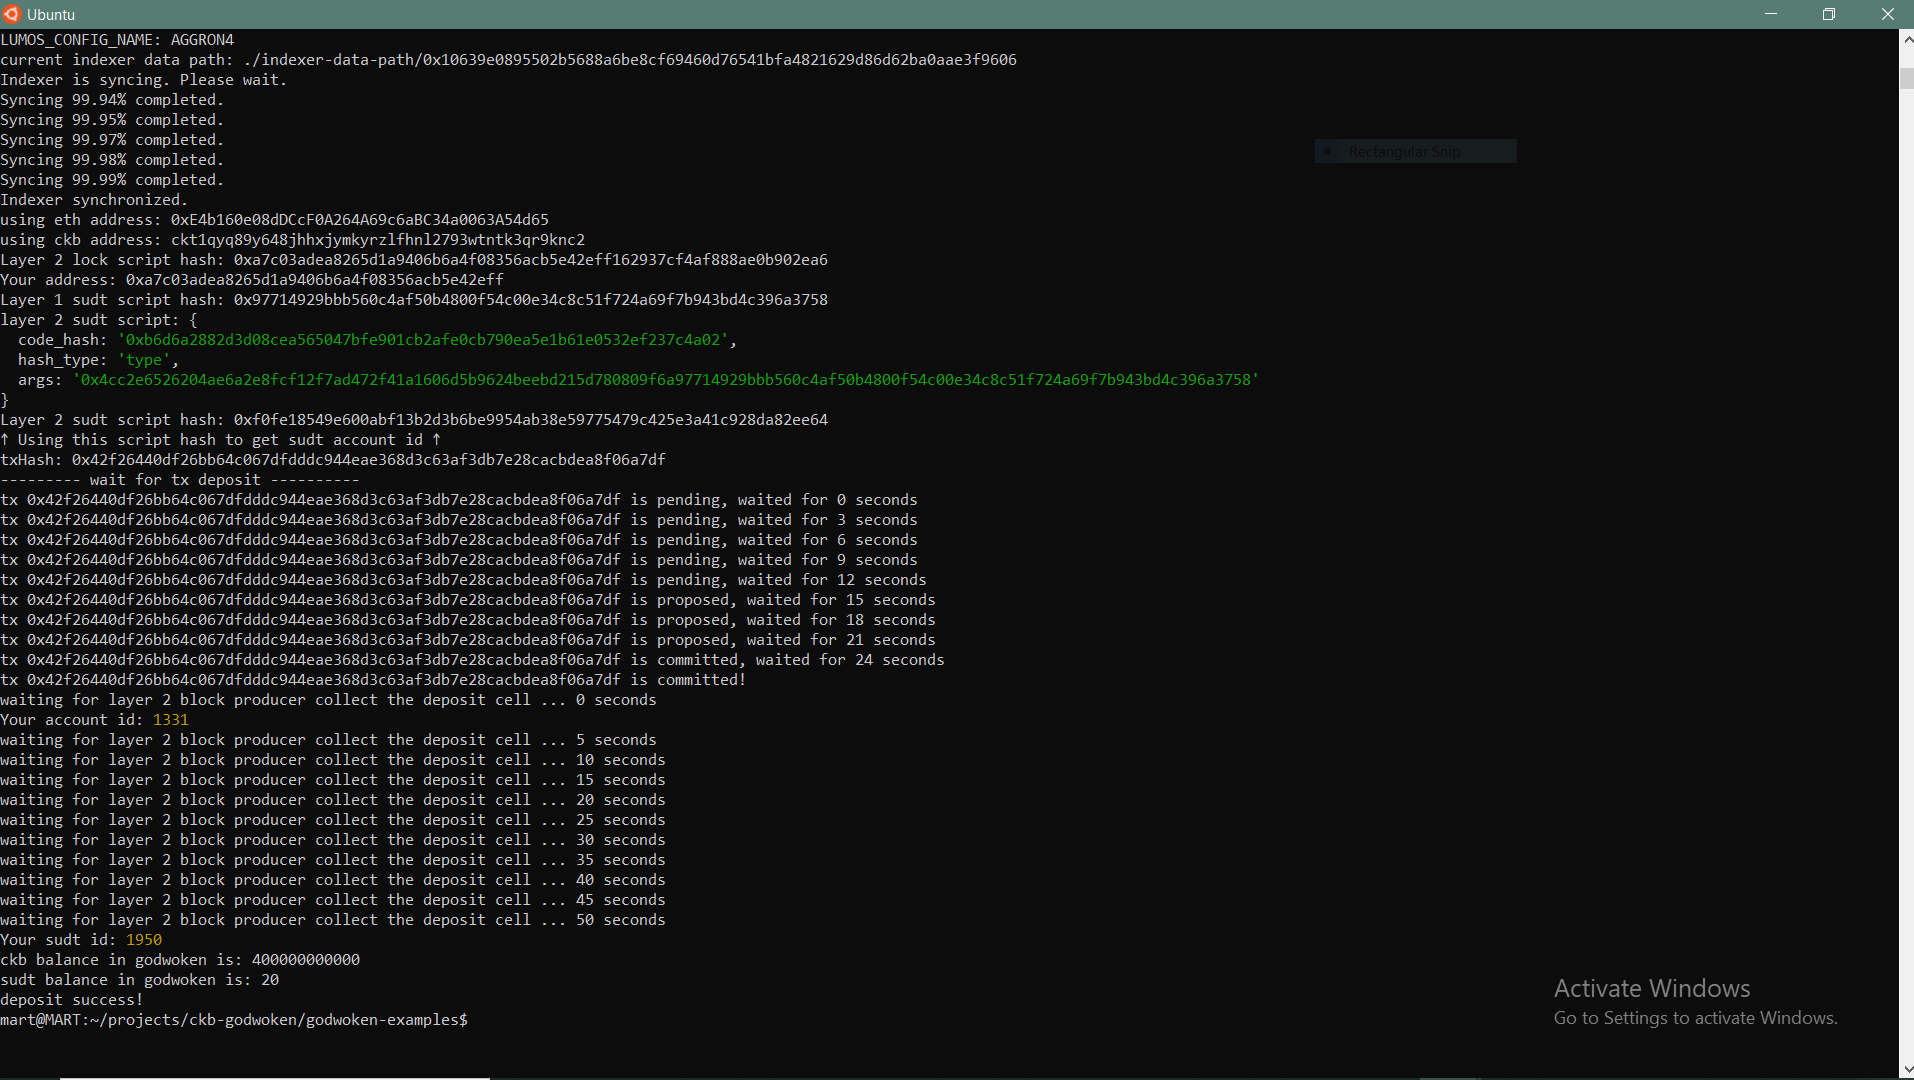 Ubuntu
LUMOS_CONFIG_NAME: AGGRON4
current indexer data path: ./indexer-data-path/0x10639e0895502b5688a6be8cf69460d76541bfa4821629d86d62ba0aae3f9606
Indexer is syncing. Please wait.
Syncing 99.94% completed.
Syncing 99.95% completed.
Syncing 99.97% completed.
Syncing 99.98% completed.
Rectangular Snip
Syncing 99.99% completed.
Indexer synchronized.
using eth address: 0xE4b160e08dDCcF0A264A69c6aBC34a0063A54d65
using ckb address: ckt1qyq89y648jhhxjymkyrzlfhnl2793wtntk3qr9knc2
Layer 2 lock script hash: 0xa7c03adea8265d1a9406b6a4f08356acb5e42eff162937cf4af888ae0b902ea6
Your address: 0xa7c03adea8265d1a9406b6a4f08356acb5e42eff
Layer 1 sudt script hash: 0x97714929bbb560c4af50b4800f54c00e34c8c51f724a69f7b943bd4c396a3758
layer 2 sudt script: {
  code_hash: '0xb6d6a2882d3d08cea565047bfe901cb2afe0cb790ea5e1b61e0532ef237c4a02',
  hash_type: 'type',
  args: '0x4cc2e6526204ae6a2e8fcf12f7ad472f41a1606d5b9624beebd215d780809f6a97714929bbb560c4af50b4800f54c00e34c8c51f724a69f7b943bd4c396a3758'
}
Layer 2 sudt script hash: 0xf0fe18549e600abf13b2d3b6be9954ab38e59775479c425e3a41c928da82ee64
↑ Using this script hash to get sudt account id ↑
txHash: 0x42f26440df26bb64c067dfdddc944eae368d3c63af3db7e28cacbdea8f06a7df
--------- wait for tx deposit ----------
tx 0x42f26440df26bb64c067dfdddc944eae368d3c63af3db7e28cacbdea8f06a7df is pending, waited for 0 seconds
tx 0x42f26440df26bb64c067dfdddc944eae368d3c63af3db7e28cacbdea8f06a7df is pending, waited for 3 seconds
tx 0x42f26440df26bb64c067dfdddc944eae368d3c63af3db7e28cacbdea8f06a7df is pending, waited for 6 seconds
tx 0x42f26440df26bb64c067dfdddc944eae368d3c63af3db7e28cacbdea8f06a7df is pending, waited for 9 seconds
tx 0x42f26440df26bb64c067dfdddc944eae368d3c63af3db7e28cacbdea8f06a7df is pending, waited for 12 seconds
tx 0x42f26440df26bb64c067dfdddc944eae368d3c63af3db7e28cacbdea8f06a7df is proposed, waited for 15 seconds
tx 0x42f26440df26bb64c067dfdddc944eae368d3c63af3db7e28cacbdea8f06a7df is proposed, waited for 18 seconds
tx 0x42f26440df26bb64c067dfdddc944eae368d3c63af3db7e28cacbdea8f06a7df is proposed, waited for 21 seconds
tx 0x42f26440df26bb64c067dfdddc944eae368d3c63af3db7e28cacbdea8f06a7df is committed, waited for 24 seconds
tx 0x42f26440df26bb64c067dfdddc944eae368d3c63af3db7e28cacbdea8f06a7df is committed!
waiting for layer 2 block producer collect the deposit cell ... 0 seconds
Your account id: 1331
waiting for layer 2 block producer collect the deposit cell ... 5 seconds
waiting for layer 2 block producer collect the deposit cell ... 10 seconds
waiting for layer 2 block producer collect the deposit cell ... 15 seconds
waiting for layer 2 block producer collect the deposit cell ... 20 seconds
waiting for layer 2 block producer collect the deposit cell ... 25 seconds
waiting for layer 2 block producer collect the deposit cell ... 30 seconds
waiting for layer 2 block producer collect the deposit cell ... 35 seconds
waiting for layer 2 block producer collect the deposit cell ... 40 seconds
waiting for layer 2 block producer collect the deposit cell ... 45 seconds
waiting for layer 2 block producer collect the deposit cell ... 50 seconds
Your sudt id: 1950
ckb balance in godwoken is: 400000000000
sudt balance in godwoken is: 20
deposit success!
mart@MART:~/projects/ckb-godwoken/godwoken-examples$
Activate Windows
Go to Settings to activate Windows.